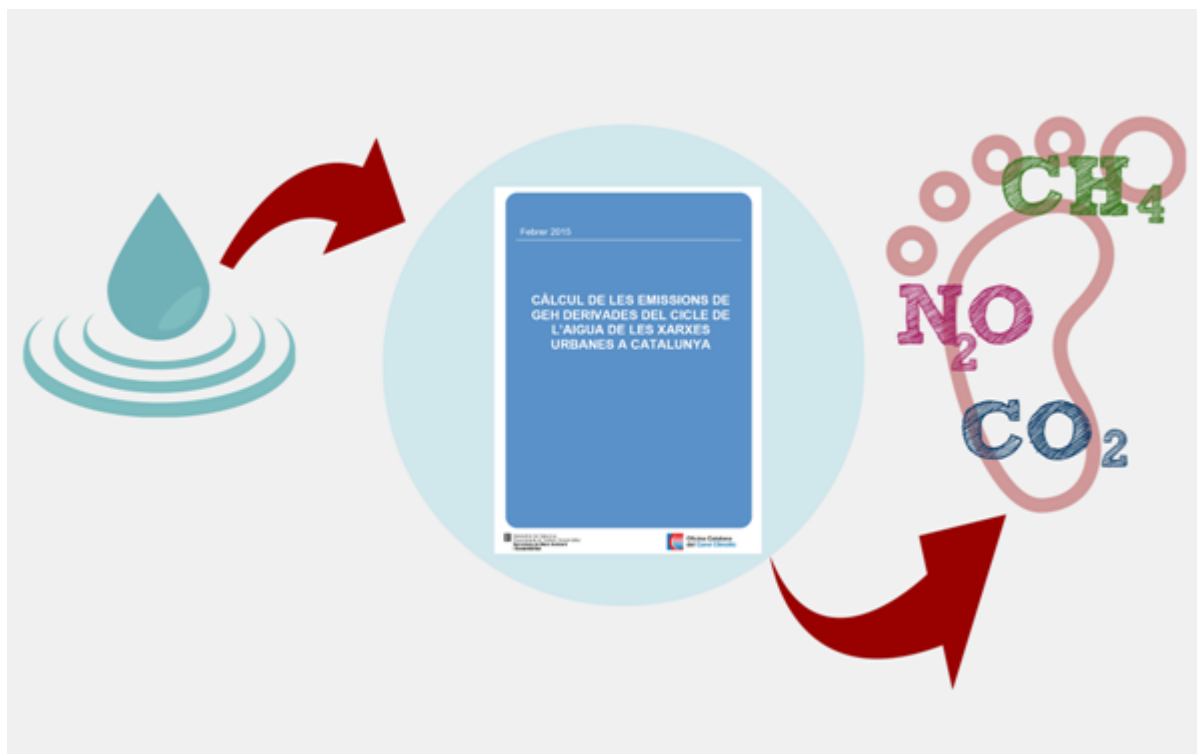 Febrer 2015
CÀLCUL DE LES EMISSIONS DE
GEH DERIVADES DEL CICLE DE
L'AIGUA DE LES XARXES
URBANES A CATALUNYA
Oficina Catalana
del Canvi Climàtic
CH₄
N₂O
CO₂